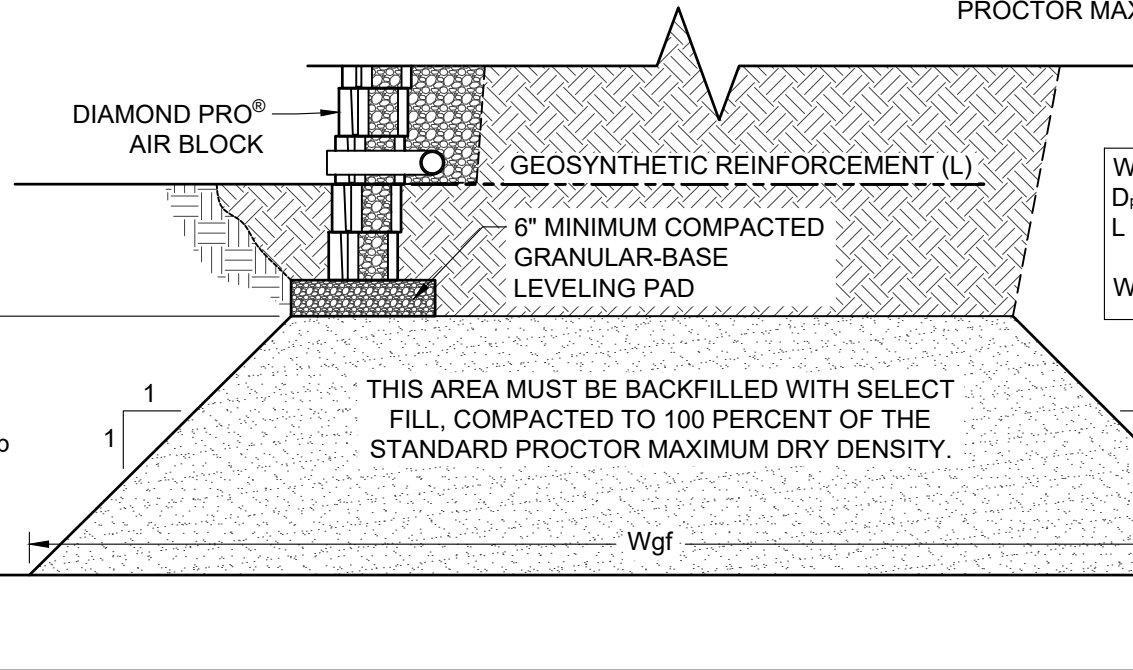 PROCTOR MAX
DIAMOND PRO®
AIR BLOCK
GEOSYNTHETIC REINFORCEMENT (L)
W
D
L
W
6" MINIMUM COMPACTED
GRANULAR-BASE
LEVELING PAD
1
1
THIS AREA MUST BE BACKFILLED WITH SELECT
FILL, COMPACTED TO 100 PERCENT OF THE
STANDARD PROCTOR MAXIMUM DRY DENSITY.
Wgf